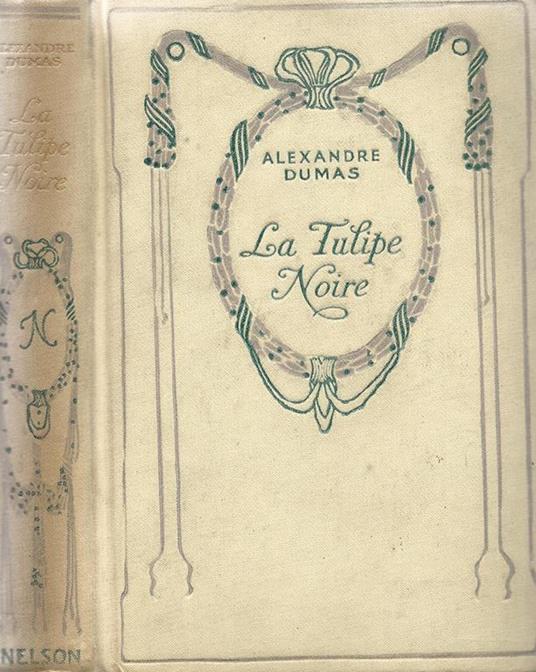 ALEXANDRE
DUMAS
La
Tulipe
Noire
N
NELSON
ALEXANDRE
DUMAS
La Tulipe
Noire